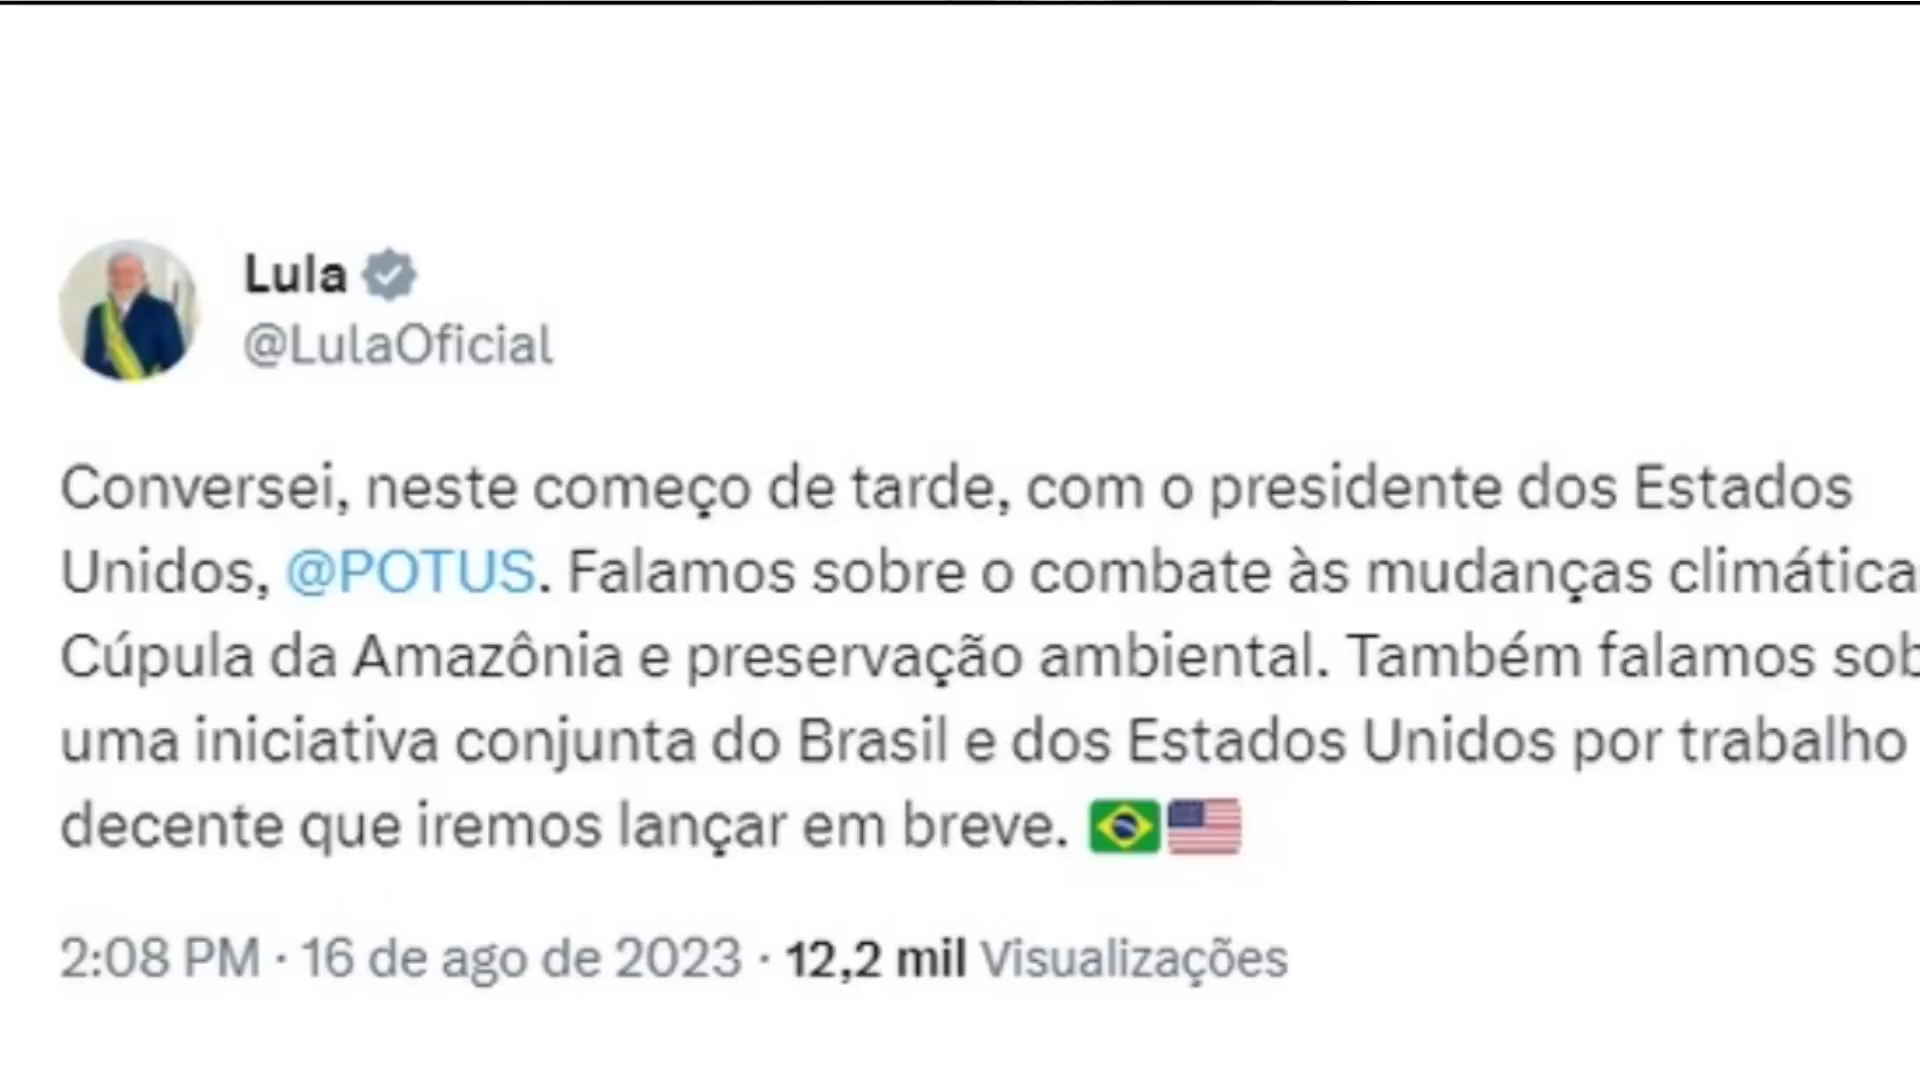 Lula
@LulaOficial
Conversei, neste começo de tarde, com o presidente dos Estados
Unidos, @POTUS. Falamos sobre o combate às mudanças climática
Cúpula da Amazônia e preservação ambiental. Também falamos sob
uma iniciativa conjunta do Brasil e dos Estados Unidos por trabalho
decente que iremos lançar em breve. 🇧🇷🇺🇸
2:08 PM · 16 de ago de 2023 · 12,2 mil Visualizações